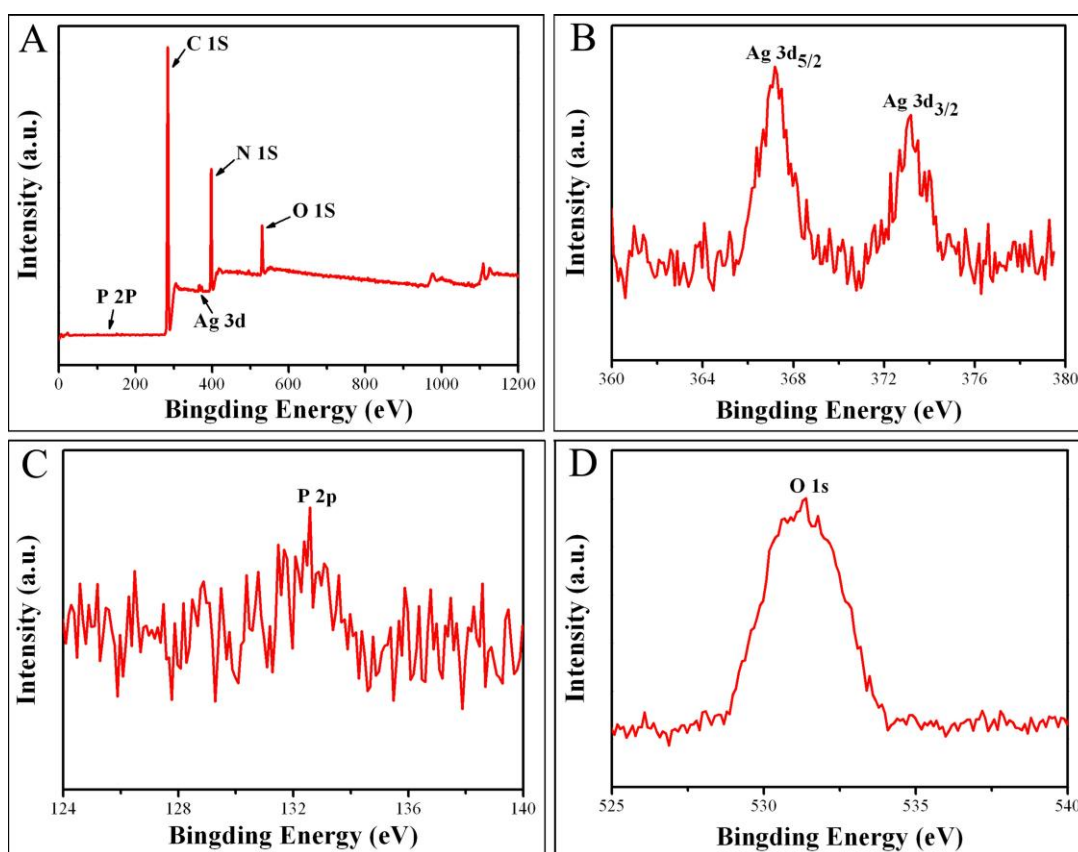 A
C 1S
N 1S
O 1S
P 2P
Ag 3d
Intensity (a.u.)
0 200 400 600 800 1000 1200
Bingding Energy (eV)
B
Ag 3d5/2
Ag 3d3/2
Intensity (a.u.)
360 364 368 372 376 380
Bingding Energy (eV)
C
P 2p
Intensity (a.u.)
124 128 132 136 140
Bingding Energy (eV)
D
O 1s
Intensity (a.u.)
525 530 535 540
Bingding Energy (eV)